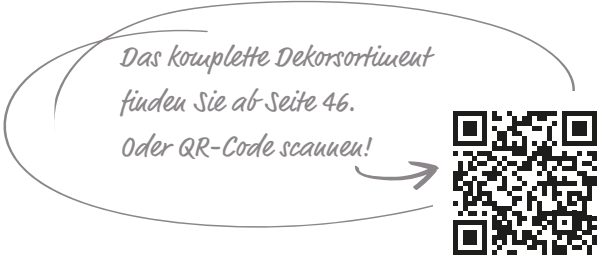 Das komplette Dekorsortiment
finden Sie ab Seite 46.
Oder QR-Code scannen!